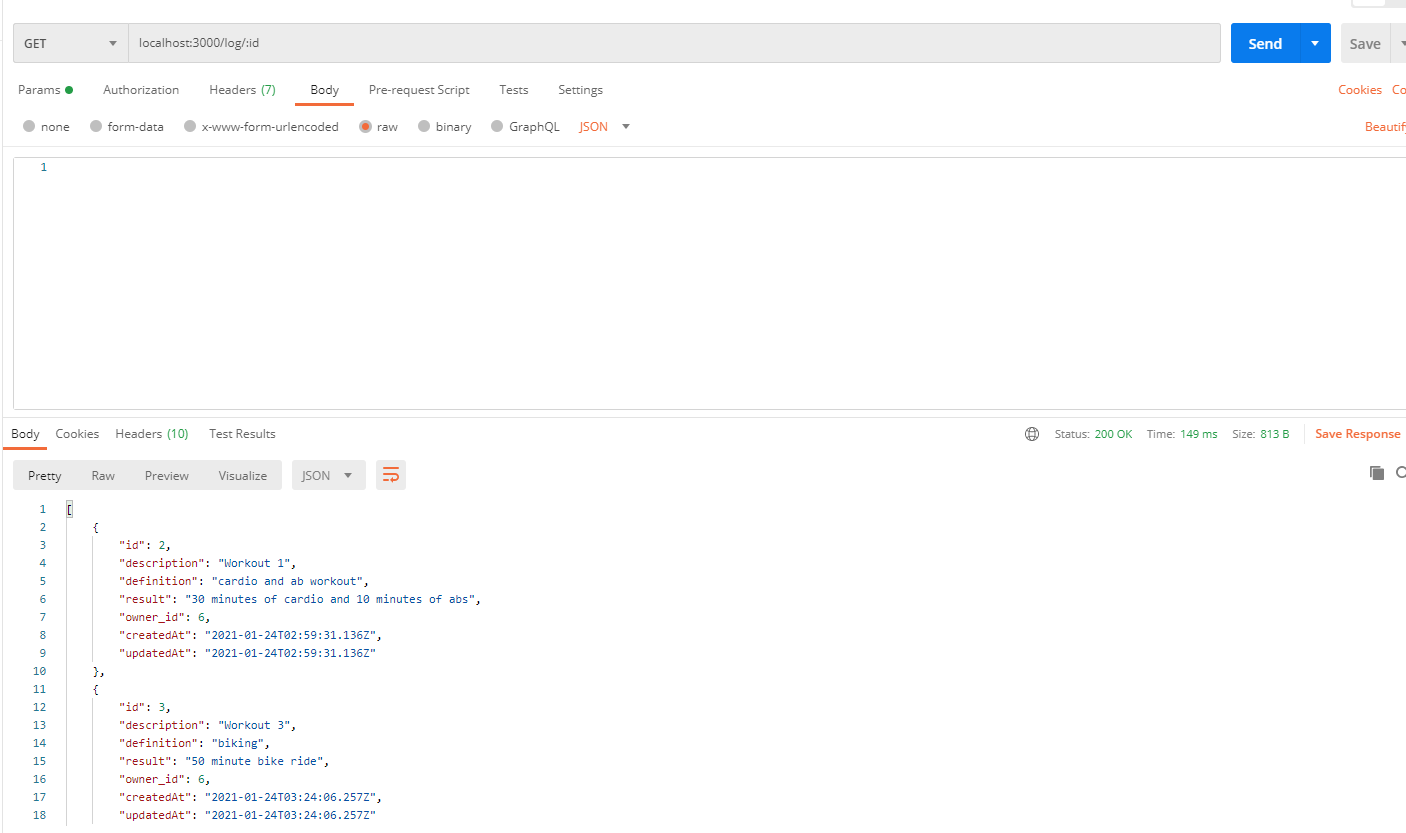 GET localhost:3000/log/:id Send Save
Params Authorization Headers (7) Body Pre-request Script Tests Settings Cookies Co
none form-data x-www-form-urlencoded raw binary GraphQL JSON Beautif
1
Body Cookies Headers (10) Test Results Status: 200 OK Time: 149 ms Size: 813 B Save Response
Pretty Raw Preview Visualize JSON
1 [
2 {
3 "id": 2,
4 "description": "Workout 1",
5 "definition": "cardio and ab workout",
6 "result": "30 minutes of cardio and 10 minutes of abs",
7 "owner_id": 6,
8 "createdAt": "2021-01-24T02:59:31.136Z",
9 "updatedAt": "2021-01-24T02:59:31.136Z"
10 },
11 {
12 "id": 3,
13 "description": "Workout 3",
14 "definition": "biking",
15 "result": "50 minute bike ride",
16 "owner_id": 6,
17 "createdAt": "2021-01-24T03:24:06.257Z",
18 "updatedAt": "2021-01-24T03:24:06.257Z"